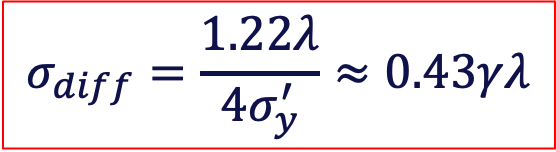 σ_diff = 1.22λ / 4σ′_y ≈ 0.43γλ